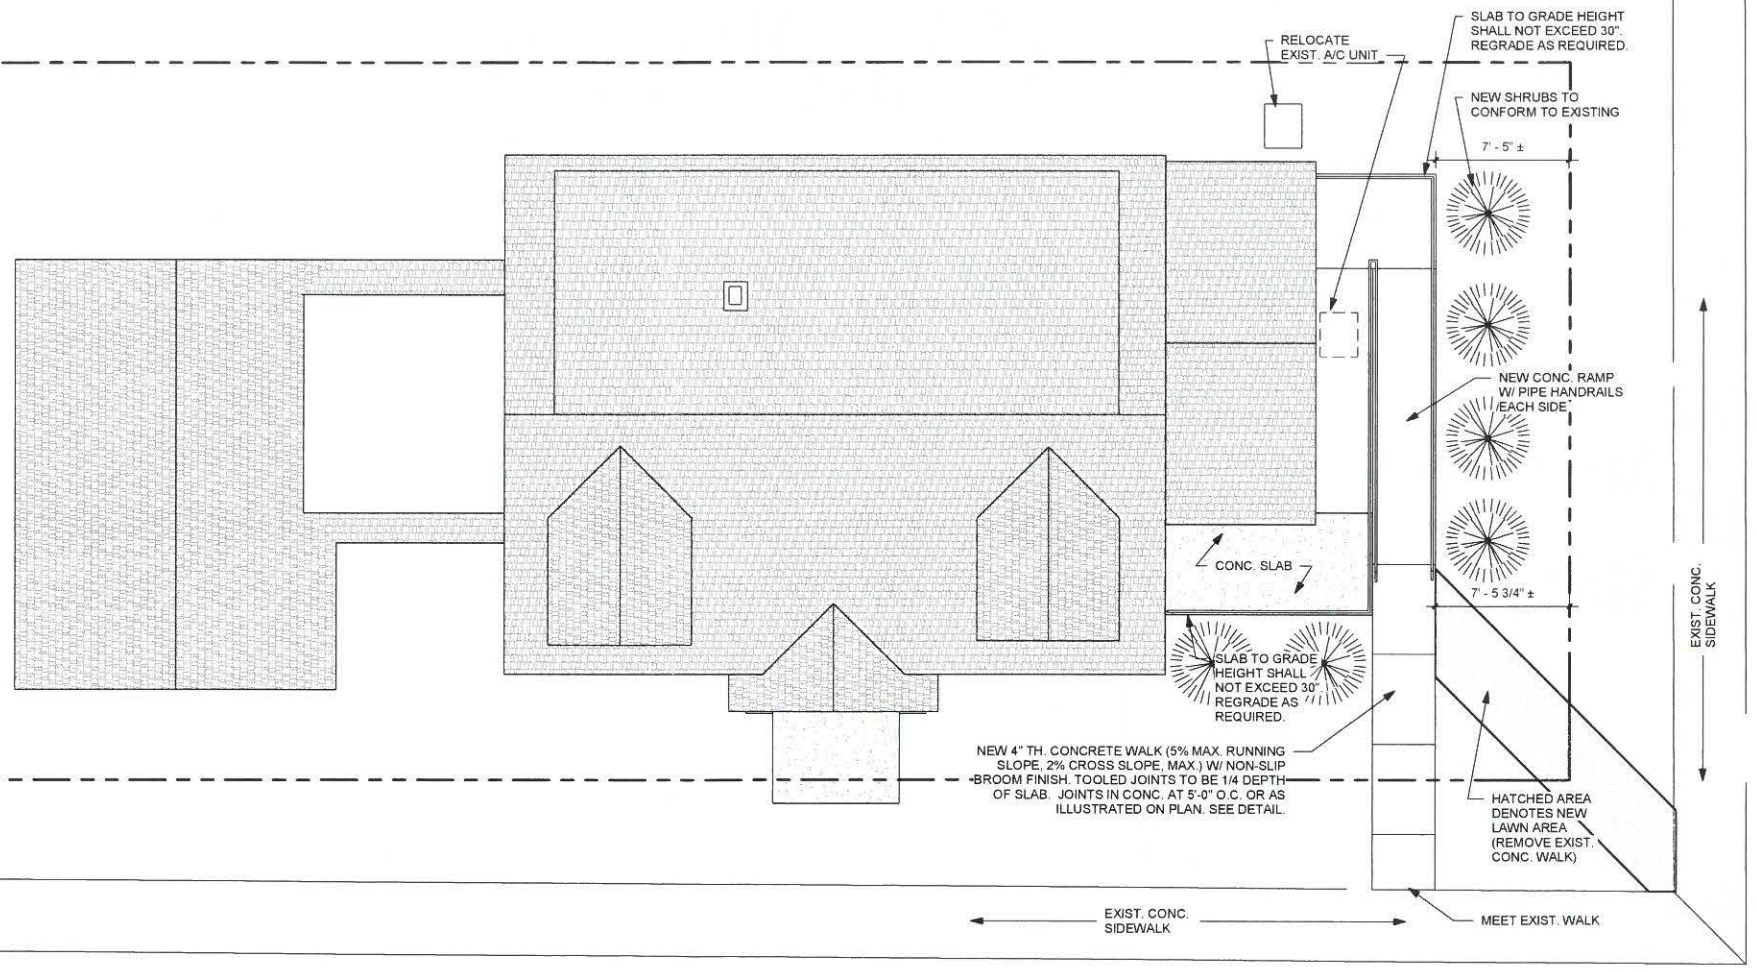 SLAB TO GRADE HEIGHT
SHALL NOT EXCEED 30".
REGRADE AS REQUIRED.
RELOCATE
EXIST. A/C UNIT
NEW SHRUBS TO
CONFORM TO EXISTING
7' - 5" ±
NEW CONC. RAMP
W/ PIPE HANDRAILS
EACH SIDE
CONC. SLAB
7' - 5 3/4" ±
EXIST. CONC.
SIDEWALK
SLAB TO GRADE
HEIGHT SHALL
NOT EXCEED 30".
REGRADE AS
REQUIRED.
NEW 4" TH. CONCRETE WALK (5% MAX. RUNNING
SLOPE, 2% CROSS SLOPE, MAX.) W/ NON-SLIP
BROOM FINISH. TOOLED JOINTS TO BE 1/4 DEPTH
OF SLAB. JOINTS IN CONC. AT 5'-0" O.C. OR AS
ILLUSTRATED ON PLAN. SEE DETAIL.
HATCHED AREA
DENOTES NEW
LAWN AREA
(REMOVE EXIST.
CONC. WALK)
EXIST. CONC.
SIDEWALK
MEET EXIST. WALK